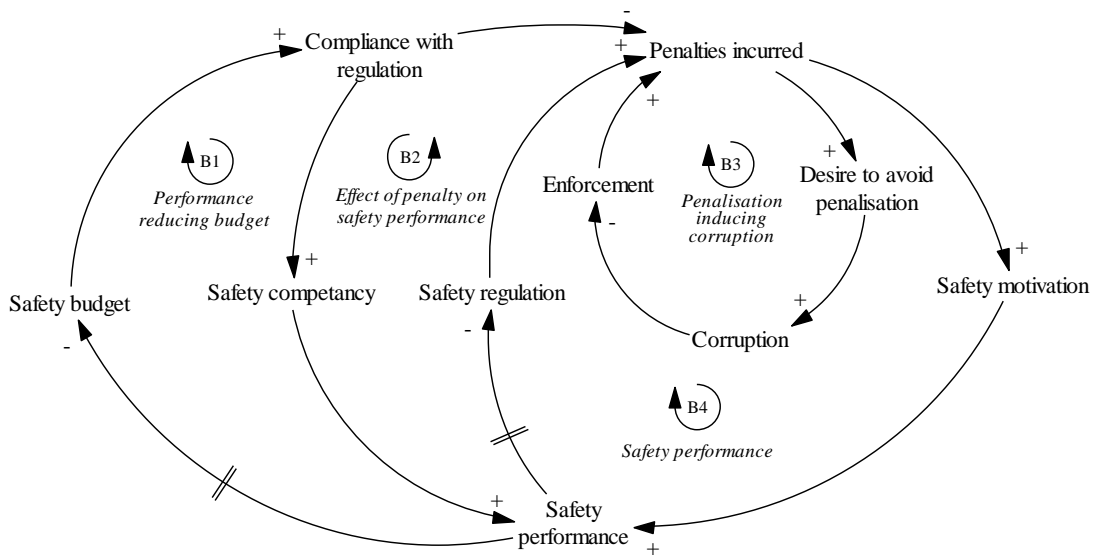 Compliance with
regulation
+
-
Penalties incurred
+
+
B1
Performance
reducing budget
B2
Effect of penalty on
safety performance
Enforcement
-
B3
Penalisation
inducing
corruption
+
Desire to avoid
penalisation
Safety budget
-
+
Safety competancy
Safety regulation
-
+
Corruption
+
Safety motivation
B4
Safety performance
+
Safety
performance
+